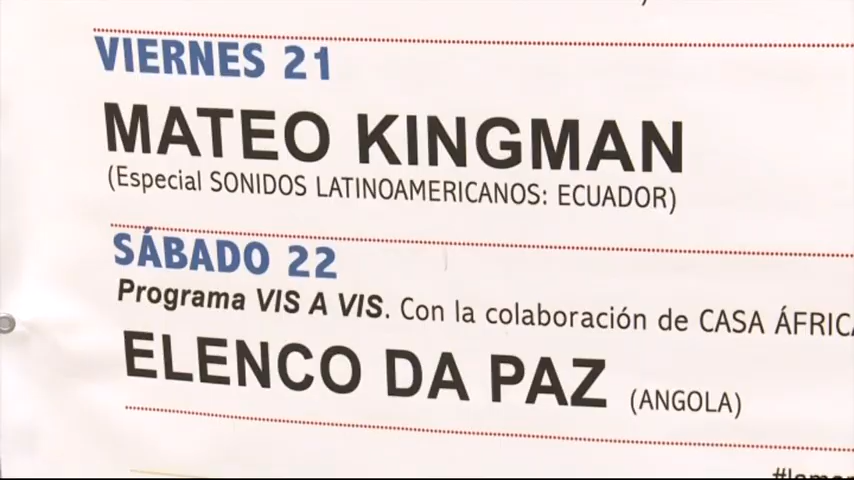 VIERNES 21
MATEO KINGMAN
(Especial SONIDOS LATINOAMERICANOS: ECUADOR)
SÁBADO 22
Programa VIS A VIS. Con la colaboración de CASA ÁFRICA
ELENCO DA PAZ (ANGOLA)